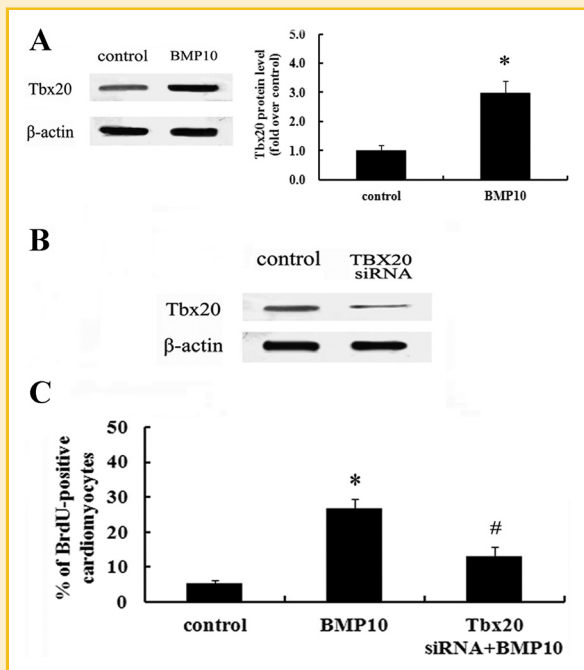 A
control BMP10
Tbx20
β-actin
Tbx20 protein level
(fold over control)
5.0
4.0
3.0
2.0
1.0
0.0
*
control BMP10
B
control TBX20
siRNA
Tbx20
β-actin
C
% of BrdU-positive
cardiomyocytes
50
40
30
20
10
0
*
#
control BMP10 Tbx20
siRNA+BMP10